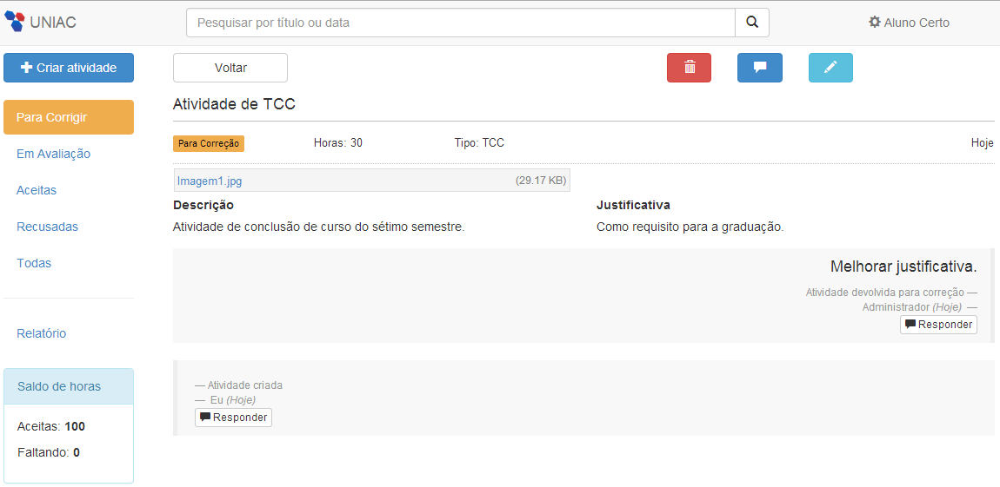 UNIAC
Pesquisar por título ou data
Aluno Certo
Criar atividade
Voltar
Para Corrigir
Em Avaliação
Aceitas
Recusadas
Todas
Relatório
Saldo de horas
Aceitas: 100
Faltando: 0
Atividade de TCC
Para Correção Horas: 30 Tipo: TCC Hoje
Imagem1.jpg (29.17 KB)
Descrição
Atividade de conclusão de curso do sétimo semestre.
Justificativa
Como requisito para a graduação.
Melhorar justificativa.
Atividade devolvida para correção —
Administrador (Hoje) —
Responder
— Atividade criada
— Eu (Hoje)
Responder